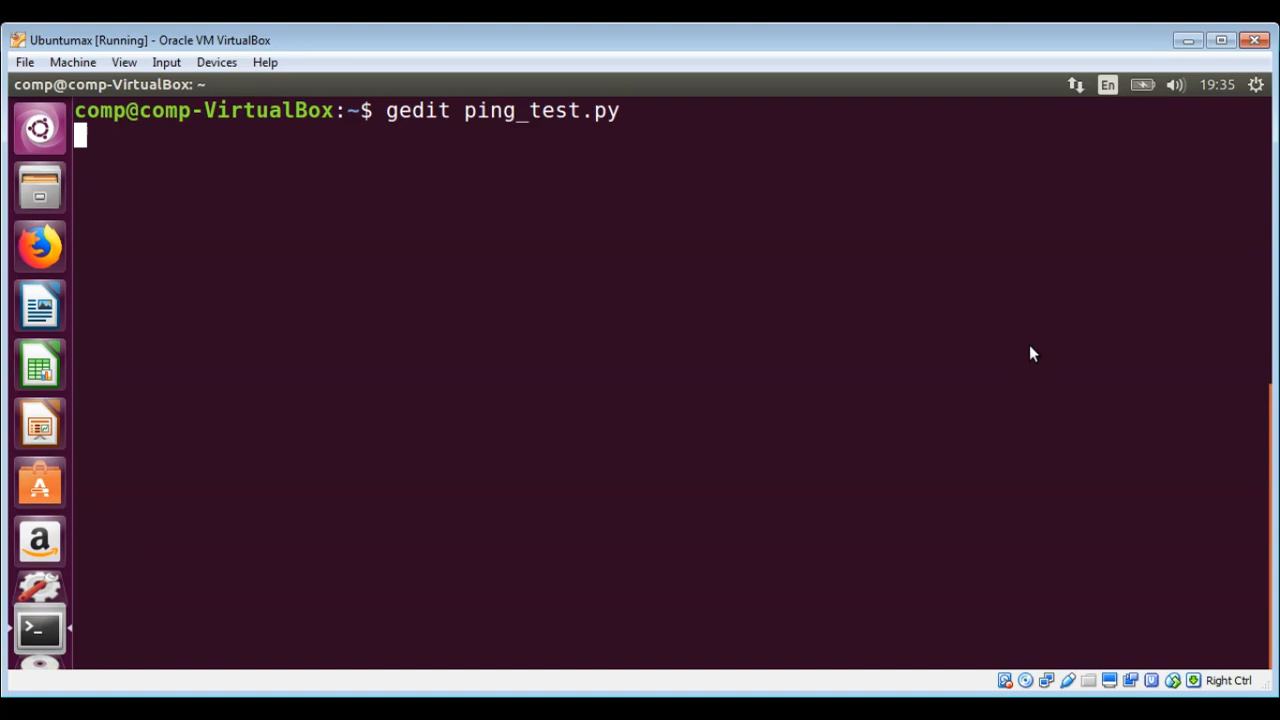 Ubuntumax [Running] - Oracle VM VirtualBox
File Machine View Input Devices Help
comp@comp-VirtualBox: ~ En 19:35
comp@comp-VirtualBox:~$ gedit ping_test.py
Right Ctrl